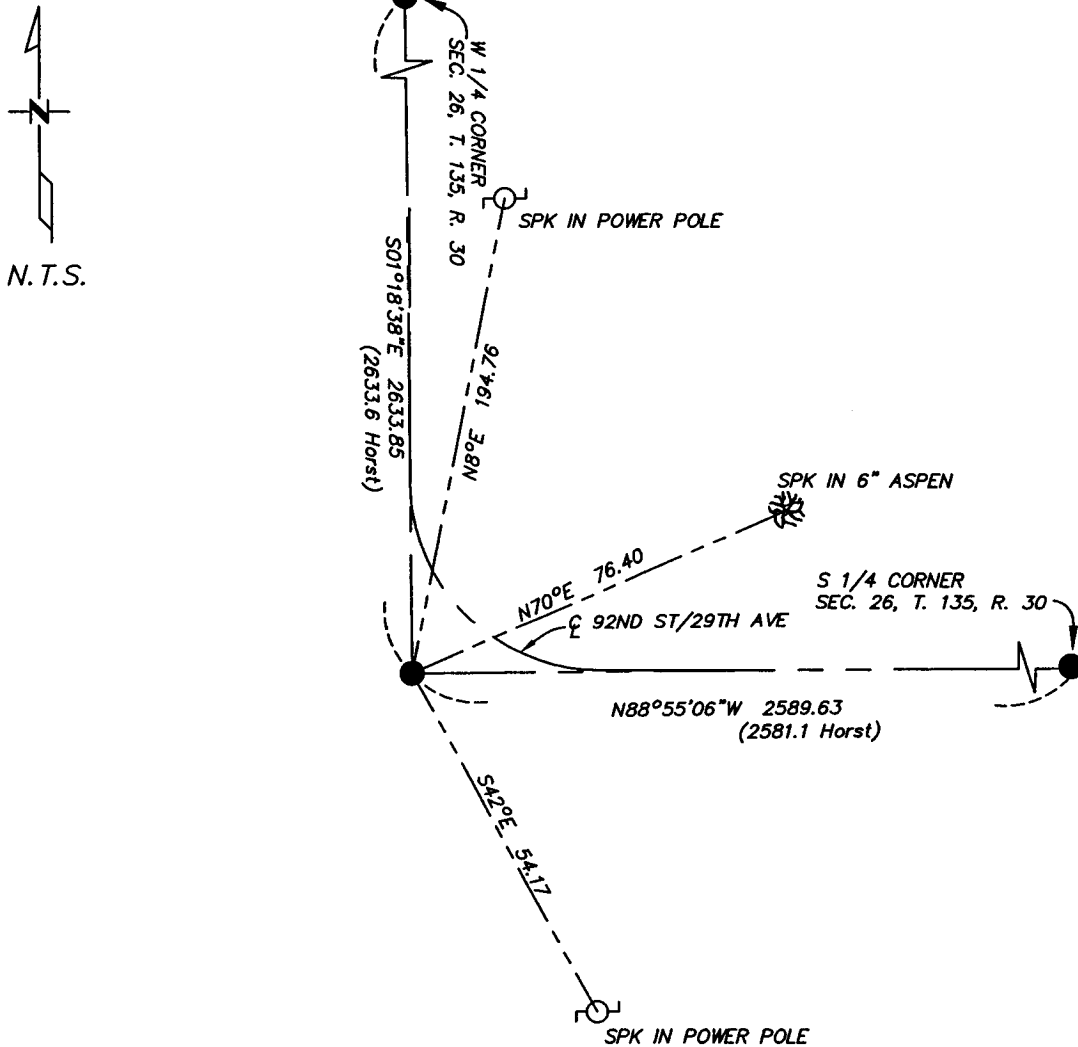 N
N.T.S.
W 1/4 CORNER
SEC. 26, T. 135, R. 30
SPK IN POWER POLE
S01°18'38"E 2633.85
(2633.6 Horst)
N8°E 194.76
SPK IN 6" ASPEN
N70°E 76.40
S 1/4 CORNER
SEC. 26, T. 135, R. 30
℄ 92ND ST/29TH AVE
N88°55'06"W 2589.63
(2581.1 Horst)
S42°E 54.17
SPK IN POWER POLE